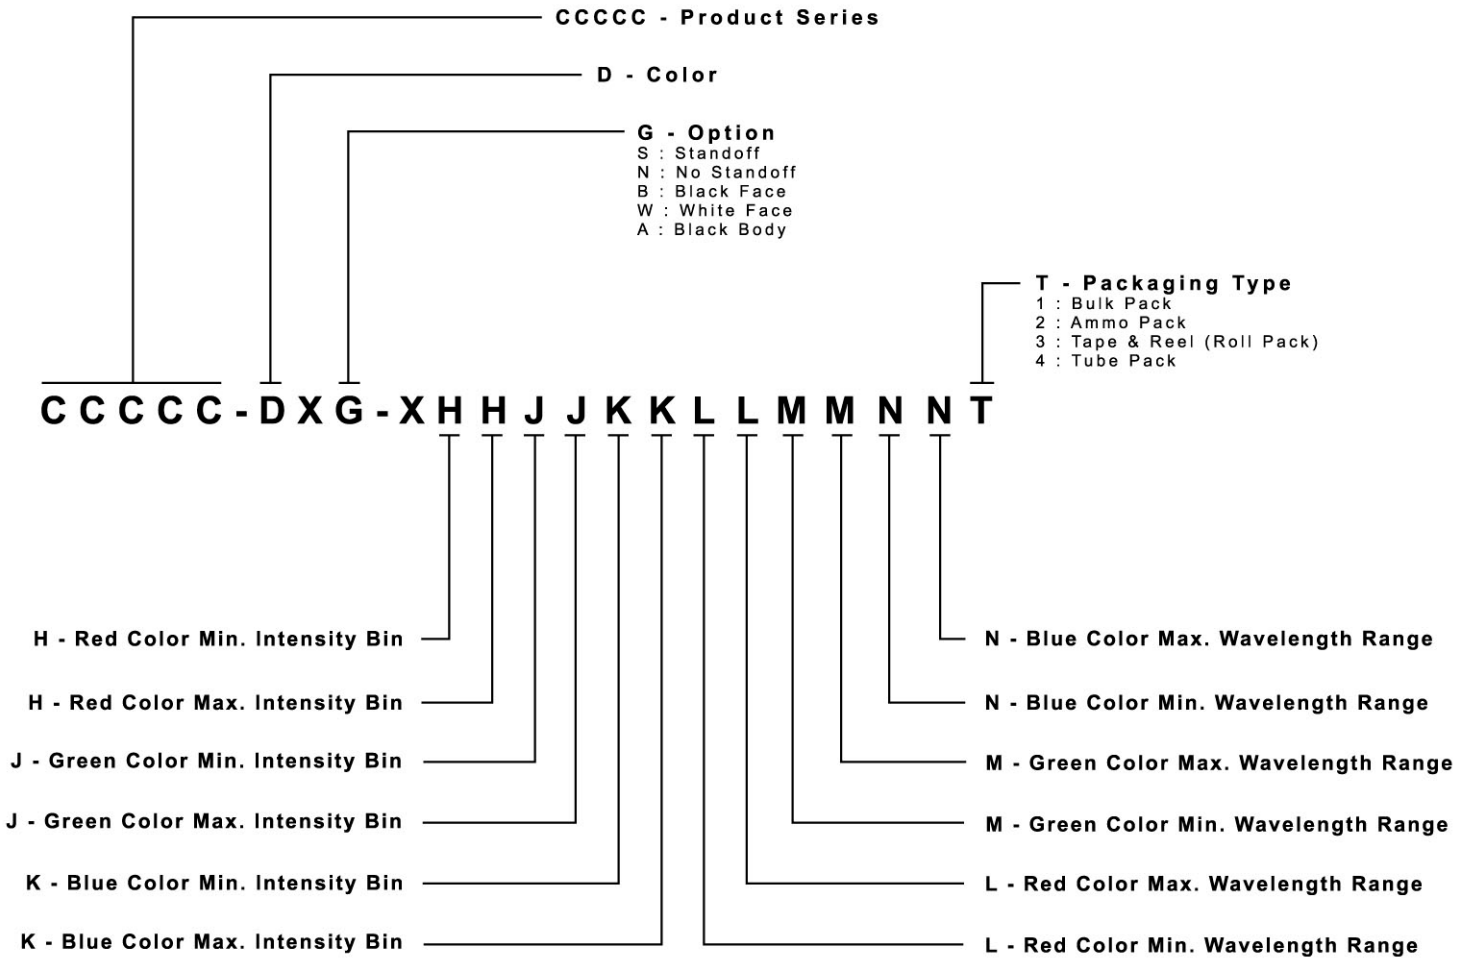 CCCCC - Product Series
D - Color
G - Option
S : Standoff
N : No Standoff
B : Black Face
W : White Face
A : Black Body
T - Packaging Type
1 : Bulk Pack
2 : Ammo Pack
3 : Tape & Reel (Roll Pack)
4 : Tube Pack
C C C C C - D X G - X H H J J K K L L M M N N T
H - Red Color Min. Intensity Bin
N - Blue Color Max. Wavelength Range
H - Red Color Max. Intensity Bin
N - Blue Color Min. Wavelength Range
J - Green Color Min. Intensity Bin
M - Green Color Max. Wavelength Range
J - Green Color Max. Intensity Bin
M - Green Color Min. Wavelength Range
K - Blue Color Min. Intensity Bin
L - Red Color Max. Wavelength Range
K - Blue Color Max. Intensity Bin
L - Red Color Min. Wavelength Range